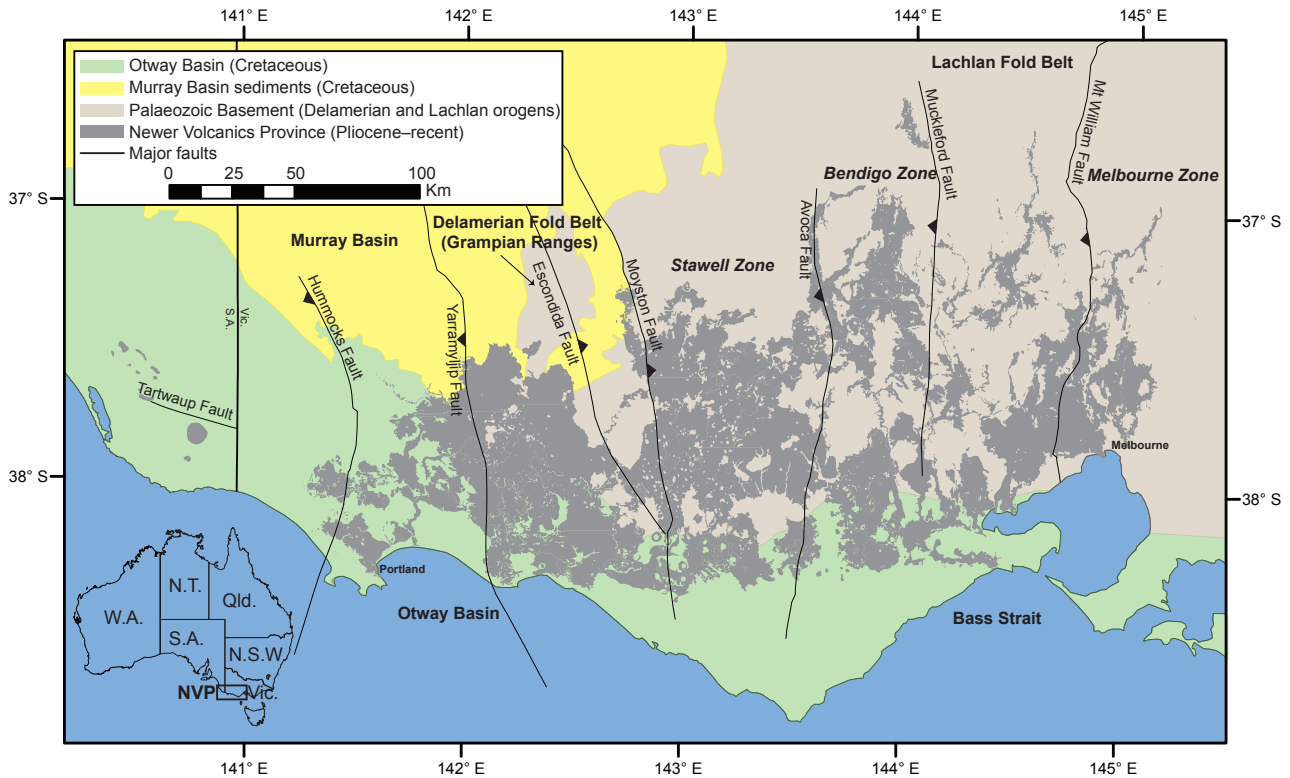 141° E
142° E
143° E
144° E
145° E
Otway Basin (Cretaceous)
Murray Basin sediments (Cretaceous)
Palaeozoic Basement (Delamerian and Lachlan orogens)
Newer Volcanics Province (Pliocene–recent)
Major faults
0
25
50
100
Km
Lachlan Fold Belt
Mt William Fault
Muckleford Fault
Bendigo Zone
Melbourne Zone
37° S
37° S
Delamerian Fold Belt
(Grampian Ranges)
Murray Basin
Avoca Fault
Stawell Zone
Moyston Fault
Escondida Fault
Hummocks Fault
Yarramyljip Fault
Vic.
S.A.
Tartwaup Fault
Melbourne
38° S
38° S
Portland
Otway Basin
Bass Strait
N.T.
W.A.
Qld.
S.A.
N.S.W
NVP
Vic.
141° E
142° E
143° E
144° E
145° E